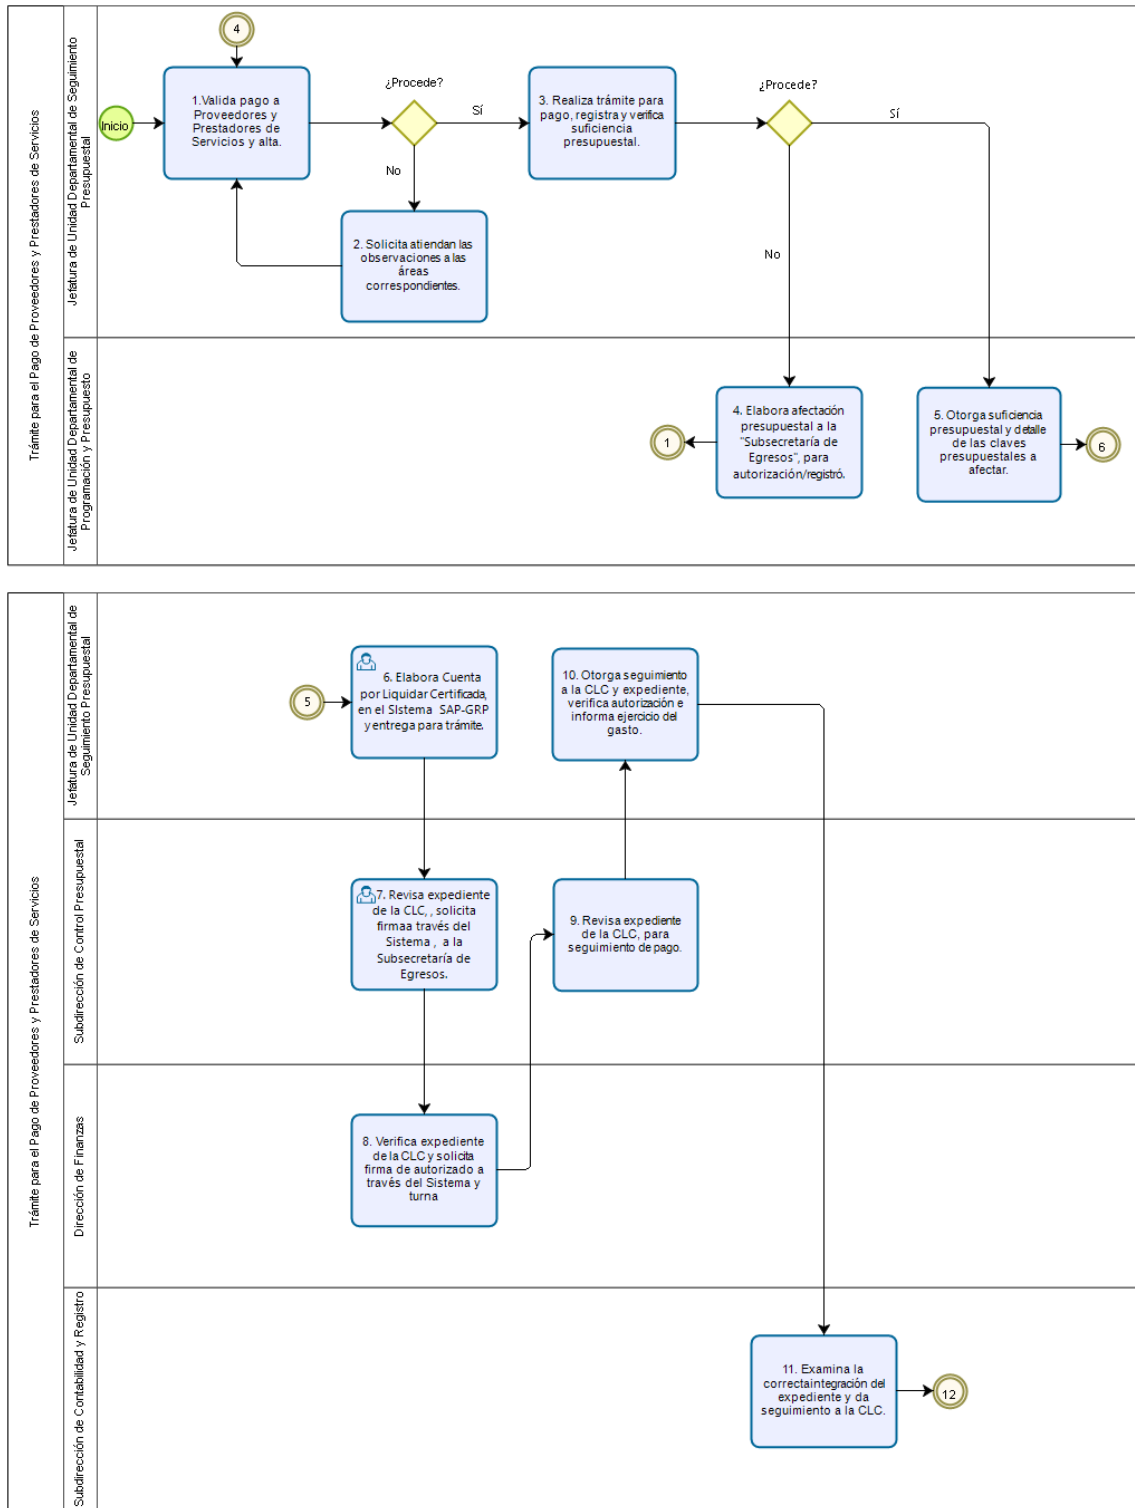 Trámite para el Pago de Proveedores y Prestadores de Servicios
Jefatura de Unidad Departamental de Seguimiento
Presupuestal
4
Inicio
1.Valida pago a
Proveedores y
Prestadores de
Servicios y alta.
¿Procede?
Sí
No
2. Solicita atiendan las
observaciones a las
áreas
correspondientes.
3. Realiza trámite para
pago, registra y verifica
suficiencia
presupuestal.
¿Procede?
Sí
No
Jefatura de Unidad Departamental de
Programación y Presupuesto
1
4. Elabora afectación
presupuestal a la
"Subsecretaría de
Egresos", para
autorización/registró.
5. Otorga suficiencia
presupuestal y detalle
de las claves
presupuestales a
afectar.
6
Trámite para el Pago de Proveedores y Prestadores de Servicios
Jefatura de Unidad Departamental de
Seguimiento Presupuestal
5
6. Elabora Cuenta
por Liquidar Certificada,
en el SIstema SAP-GRP
y entrega para trámite.
10. Otorga seguimiento
a la CLC y expediente,
verifica autorización e
informa ejercicio del
gasto.
Subdirección de Control Presupuestal
7. Revisa expediente
de la CLC, , solicita
firmaa través del
Sistema , a la
Subsecretaría de
Egresos.
9. Revisa expediente
de la CLC, para
seguimiento de pago.
Dirección de Finanzas
8. Verifica expediente
de la CLC y solicita
firma de autorizado a
través del Sistema y
turna
Subdirección de Contabilidad y Registro
11. Examina la
correctaintegración del
expediente y da
seguimiento a la CLC.
12